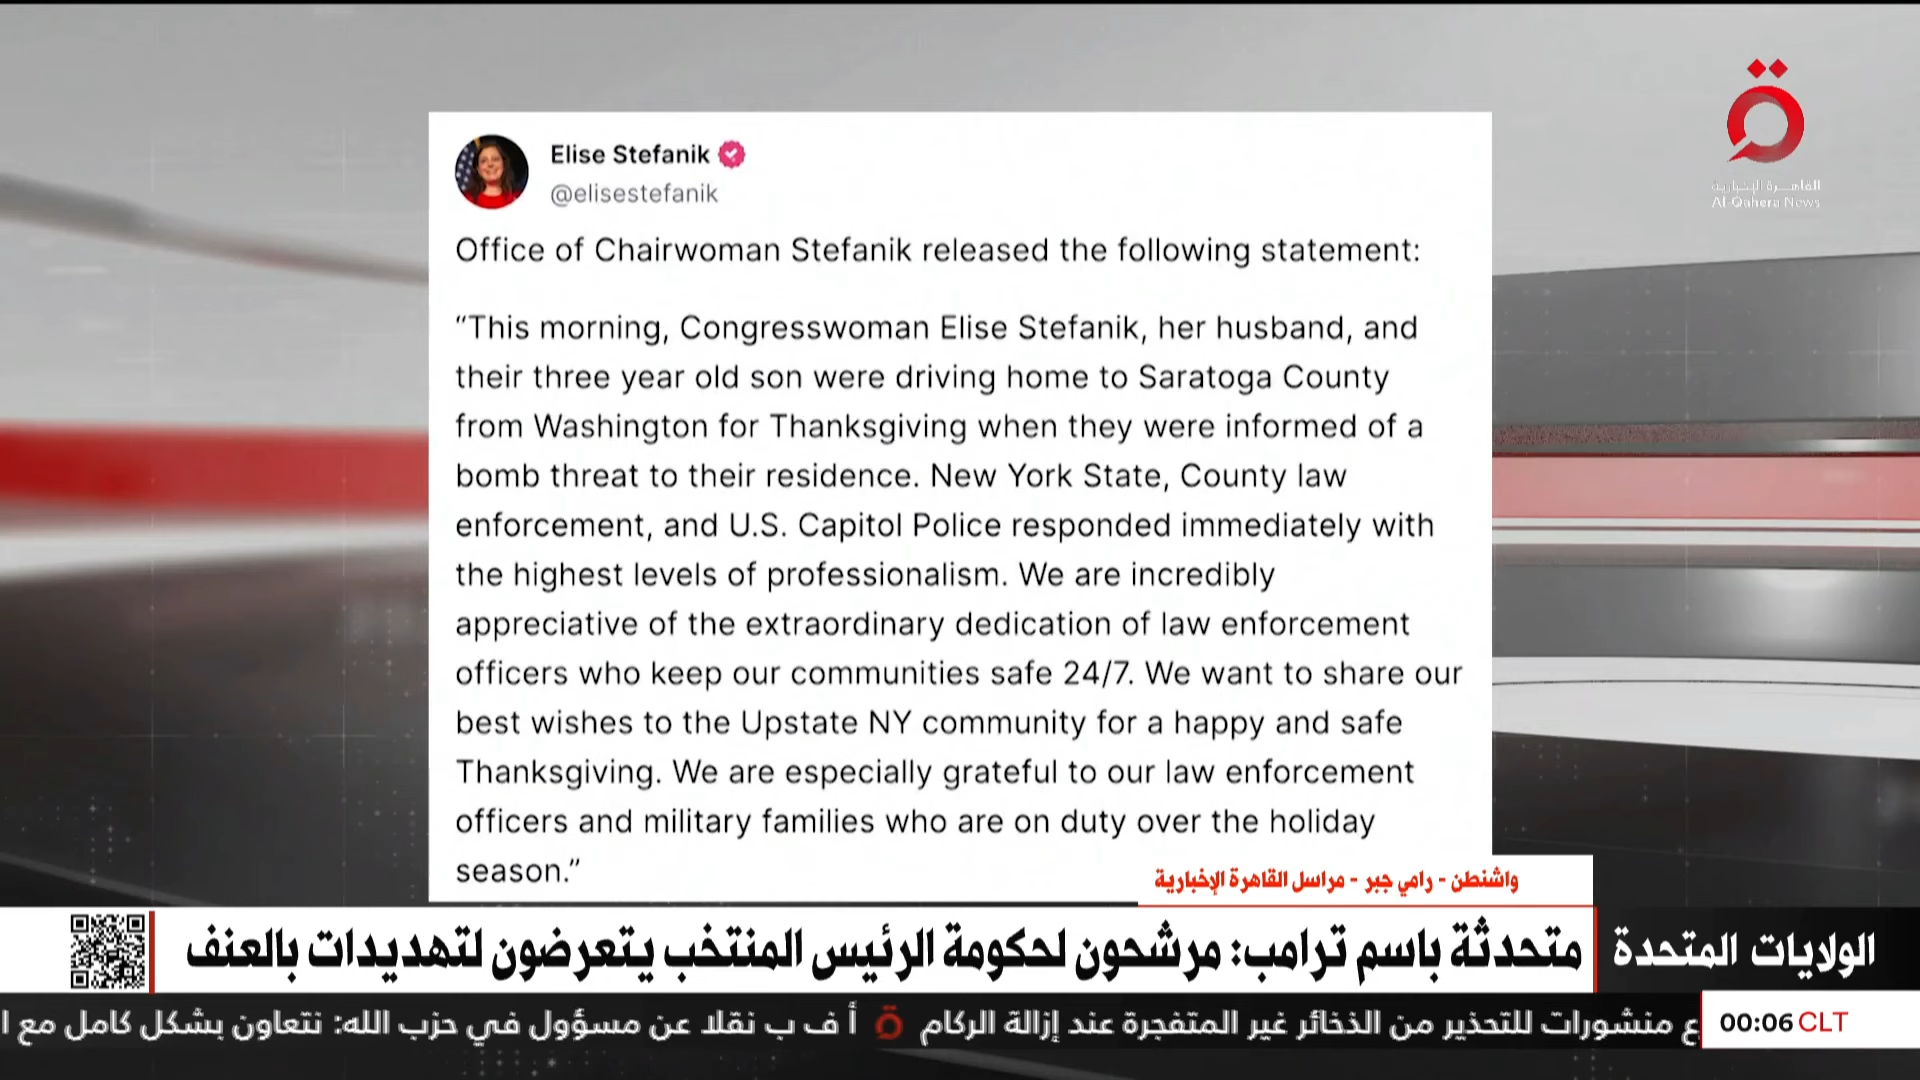 القاهرة الإخبارية
Al-Qahera News
Elise Stefanik
@elisestefanik
Office of Chairwoman Stefanik released the following statement:
“This morning, Congresswoman Elise Stefanik, her husband, and
their three year old son were driving home to Saratoga County
from Washington for Thanksgiving when they were informed of a
bomb threat to their residence. New York State, County law
enforcement, and U.S. Capitol Police responded immediately with
the highest levels of professionalism. We are incredibly
appreciative of the extraordinary dedication of law enforcement
officers who keep our communities safe 24/7. We want to share our
best wishes to the Upstate NY community for a happy and safe
Thanksgiving. We are especially grateful to our law enforcement
officers and military families who are on duty over the holiday
season.”
واشنطن - رامي جبر - مراسل القاهرة الإخبارية
الولايات المتحدة
متحدثة باسم ترامب: مرشحون لحكومة الرئيس المنتخب يتعرضون لتهديدات بالعنف
00:06 CLT
ع منشورات للتحذير من الذخائر غير المتفجرة عند إزالة الركام أ ف ب نقلا عن مسؤول في حزب الله: نتعاون بشكل كامل مع ا